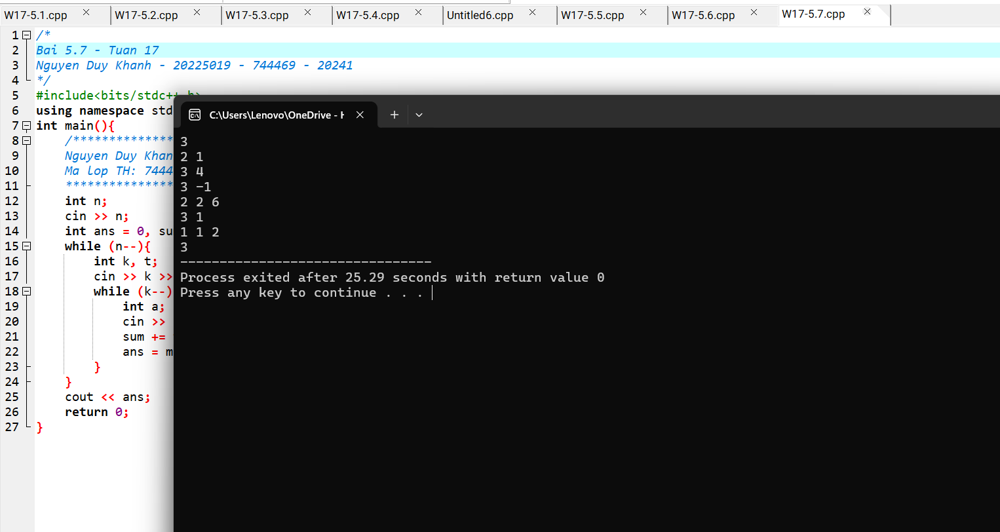 W17-5.1.cpp W17-5.2.cpp W17-5.3.cpp W17-5.4.cpp Untitled6.cpp W17-5.5.cpp W17-5.6.cpp W17-5.7.cpp
1 /*
2 Bai 5.7 - Tuan 17
3 Nguyen Duy Khanh - 20225019 - 744469 - 20241
4 */
5 #include<bits/stdc++.h>
6 using namespace std
7 int main(){
8 /**************
9 Nguyen Duy Khan
10 Ma lop TH: 7444
11 ***************
12 int n;
13 cin >> n;
14 int ans = 0, su
15 while (n--){
16 int k, t;
17 cin >> k >>
18 while (k--)
19 int a;
20 cin >>
21 sum +=
22 ans = m
23 }
24 }
25 cout << ans;
26 return 0;
27 }
C:\Users\Lenovo\OneDrive - H
3
2 1
3 4
3 -1
2 2 6
3 1
1 1 2
3
--------------------------------
Process exited after 25.29 seconds with return value 0
Press any key to continue . . .